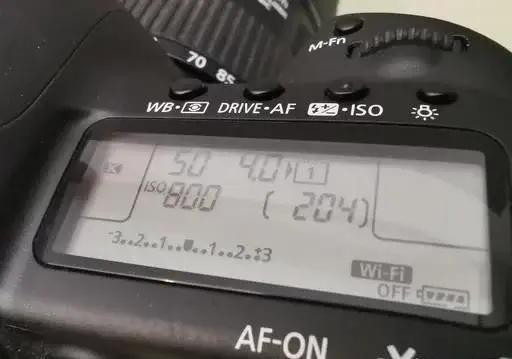 M-Fn
70 85
WB• DRIVE•AF •ISO
50 4.0 1
ISO 800 ( 204)
-3..2..1..0..1..2.:+3
Wi-Fi
OFF
AF-ON